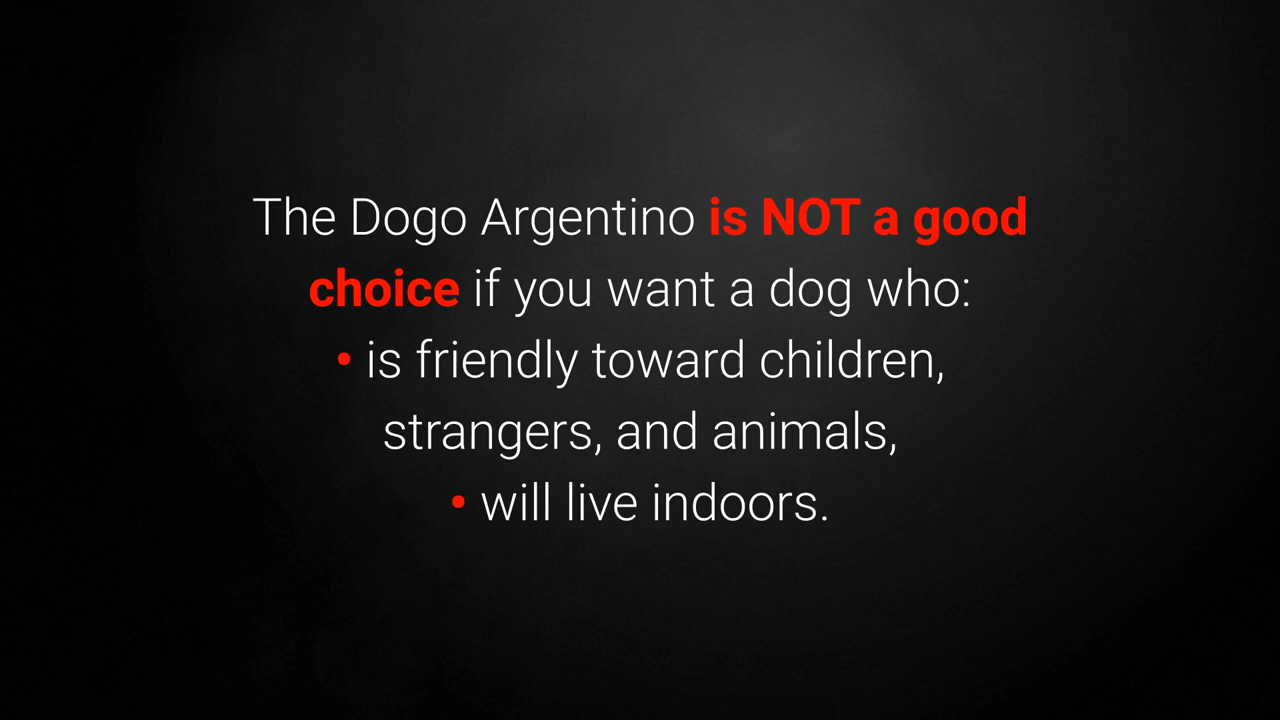 The Dogo Argentino is NOT a good
choice if you want a dog who:
• is friendly toward children,
strangers, and animals,
• will live indoors.